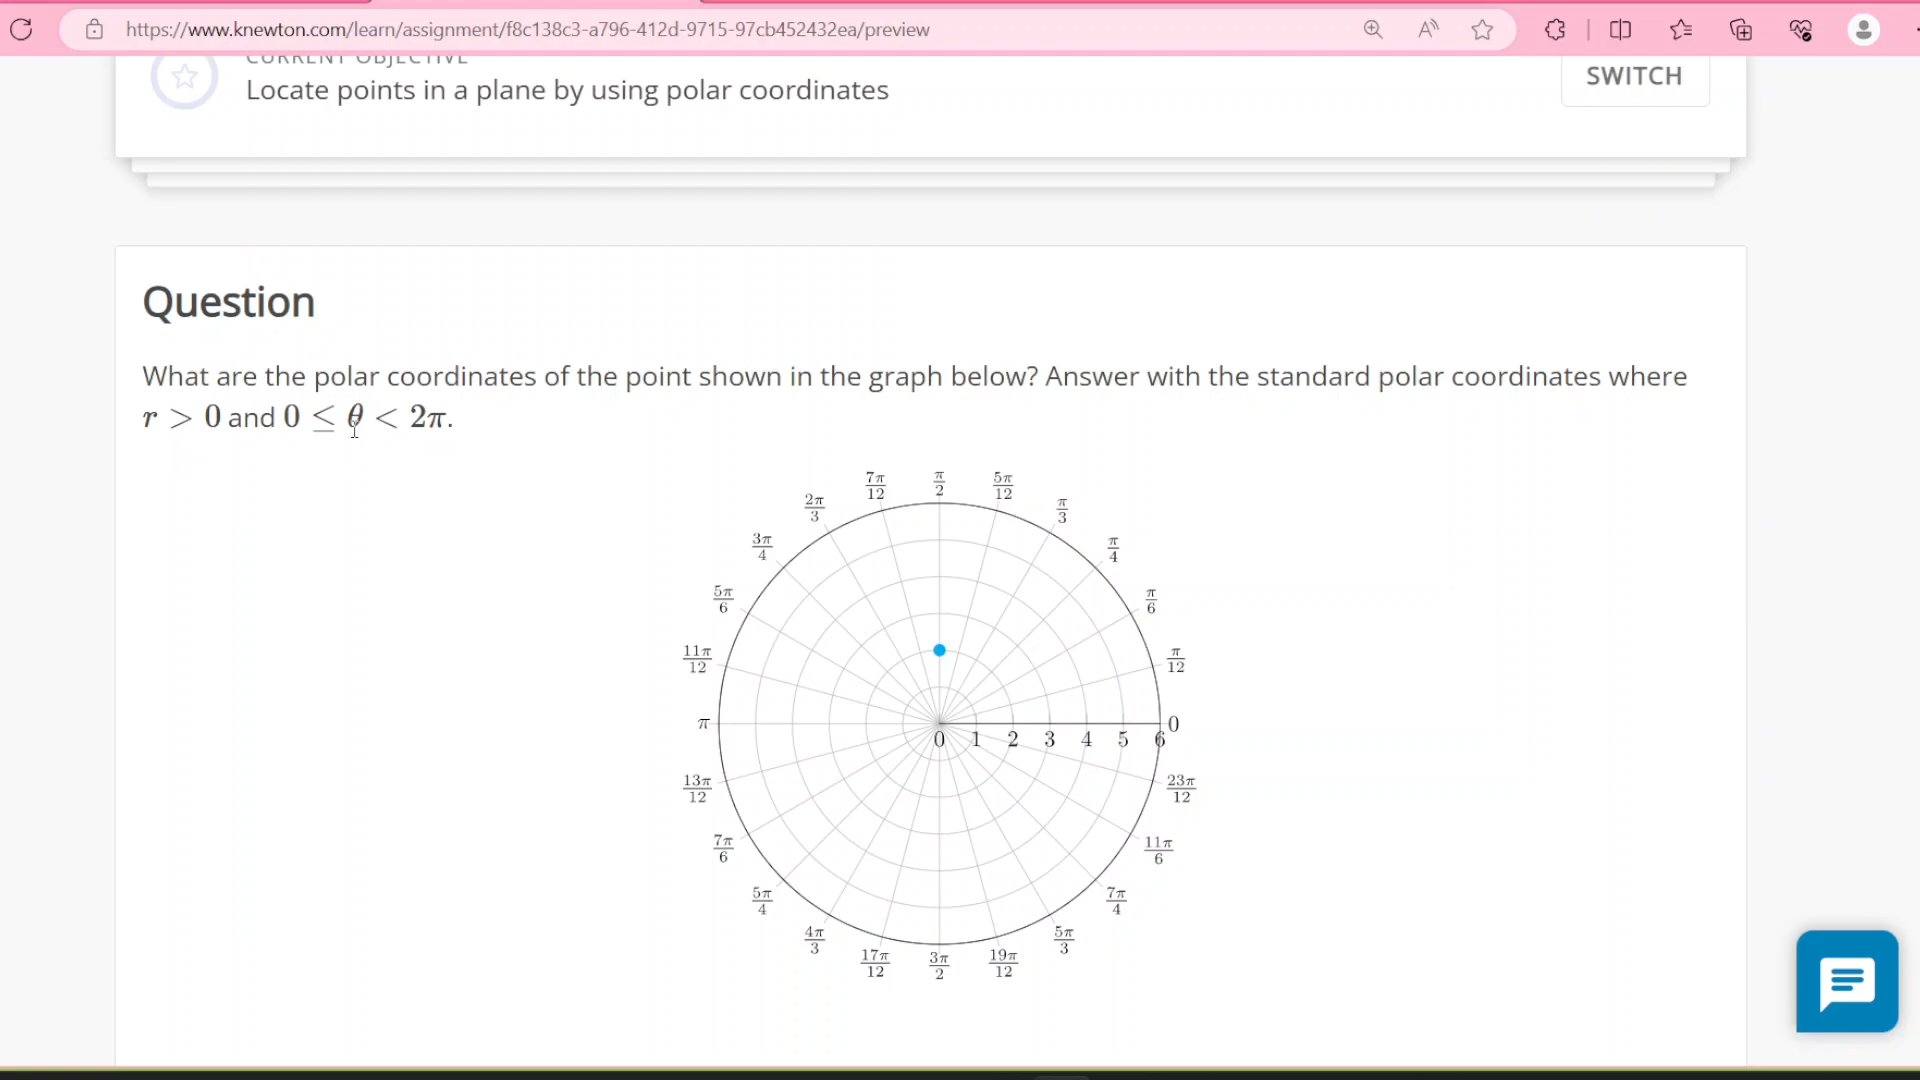 https://www.knewton.com/learn/assignment/f8c138c3-a796-412d-9715-97cb452432ea/preview
CURRENT OBJECTIVE
Locate points in a plane by using polar coordinates
SWITCH
Question
What are the polar coordinates of the point shown in the graph below? Answer with the standard polar coordinates where
r > 0 and 0 ≤ θ < 2π.
7π/12 π/2 5π/12
2π/3 π/3
3π/4 π/4
5π/6 π/6
11π/12 π/12
π 0
0 1 2 3 4 5 6
13π/12 23π/12
7π/6 11π/6
5π/4 7π/4
4π/3 5π/3
17π/12 3π/2 19π/12